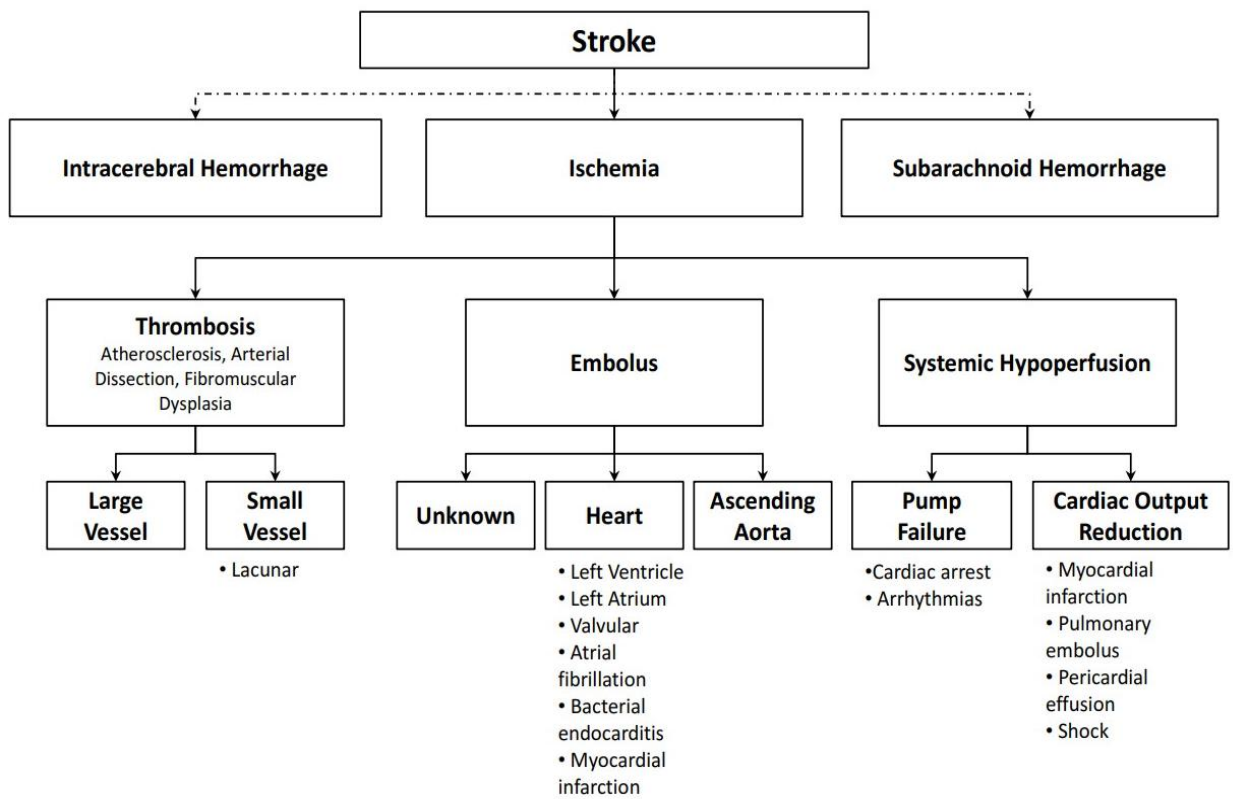 Stroke
Intracerebral Hemorrhage
Ischemia
Subarachnoid Hemorrhage
Thrombosis
Atherosclerosis, Arterial
Dissection, Fibromuscular
Dysplasia
Embolus
Systemic Hypoperfusion
Large
Vessel
Small
Vessel
• Lacunar
Unknown
Heart
• Left Ventricle
• Left Atrium
• Valvular
• Atrial
fibrillation
• Bacterial
endocarditis
• Myocardial
infarction
Ascending
Aorta
Pump
Failure
•Cardiac arrest
• Arrhythmias
Cardiac Output
Reduction
• Myocardial
infarction
• Pulmonary
embolus
• Pericardial
effusion
• Shock